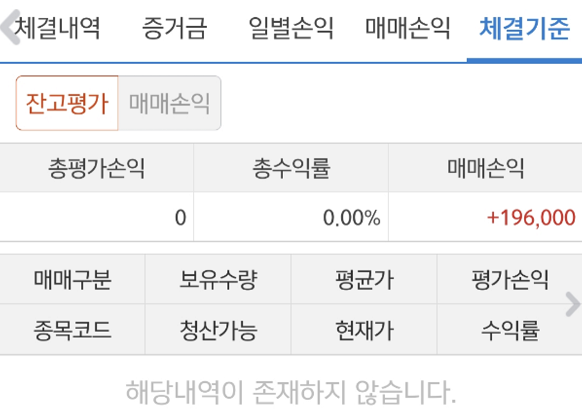 체결내역 증거금 일별손익 매매손익 체결기준
잔고평가 매매손익
총평가손익 총수익률 매매손익
0 0.00% +196,000
매매구분 보유수량 평균가 평가손익
종목코드 청산가능 현재가 수익률
해당내역이 존재하지 않습니다.